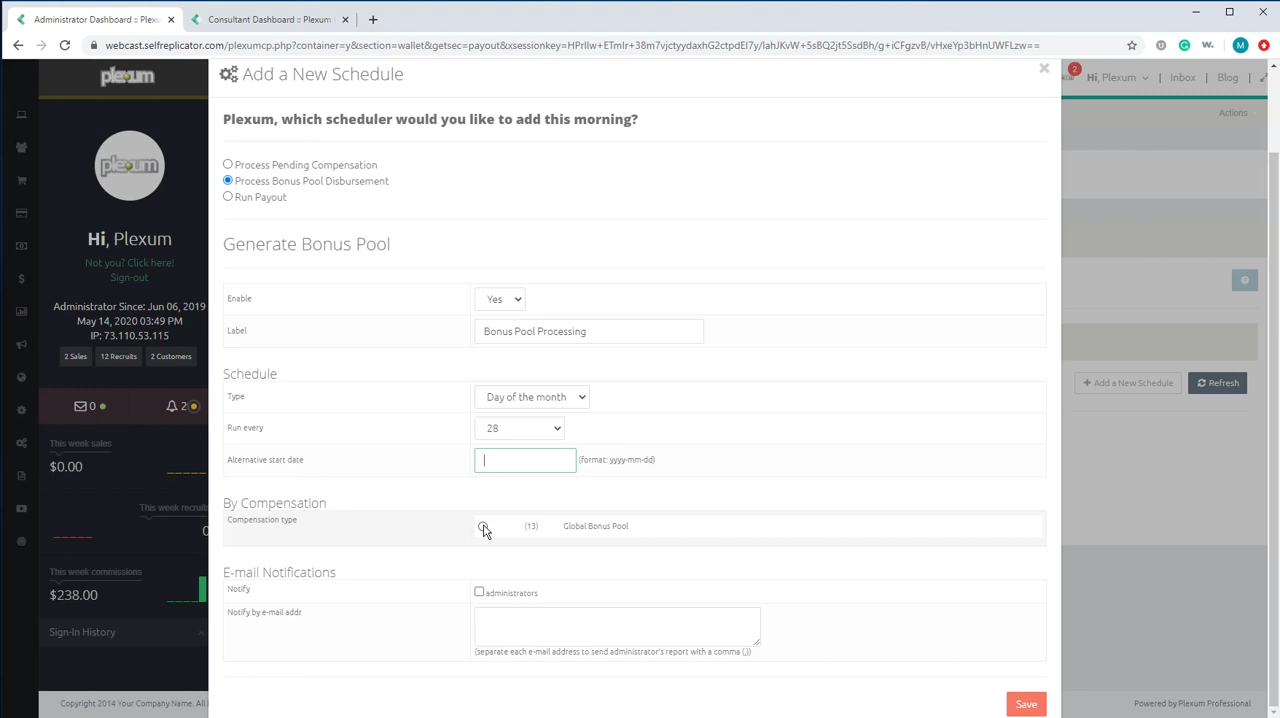 Administrator Dashboard :: Plexu
Consultant Dashboard :: Plexum
webcast.selfreplicator.com/plexumcp.php?container=y&section=wallet&getsec=payout&xsessionkey=HPrllw+ETmlr+38m7vjctyydaxhG2ctpdEl7y/lahJKvW+5sBQ2jt5SsdBh/g+iCFgzvB/vHxeYp3bHnUWFLzw==
M
plexum
Add a New Schedule
2
Hi, Plexum
Inbox
Blog
Actions
Plexum, which scheduler would you like to add this morning?
Process Pending Compensation
Process Bonus Pool Disbursement
Run Payout
plexum
Hi, Plexum
Not you? Click here!
Sign-out
Administrator Since: Jun 06, 2019
May 14, 2020 03:49 PM
IP: 73.110.53.115
2 Sales
12 Recruits
2 Customers
Generate Bonus Pool
Enable
Yes
Label
Bonus Pool Processing
Schedule
Type
Day of the month
Run every
28
Alternative start date
(format: yyyy-mm-dd)
Add a New Schedule
Refresh
0
2
This week sales
$0.00
This week recruit
0
This week commissions
$238.00
Sign-In History
By Compensation
Compensation type
(13)
Global Bonus Pool
E-mail Notifications
Notify
administrators
Notify by e-mail addr
(separate each e-mail address to send administrator's report with a comma (,))
Save
Copyright 2014 Your Company Name. All
Powered by Plexum Professional